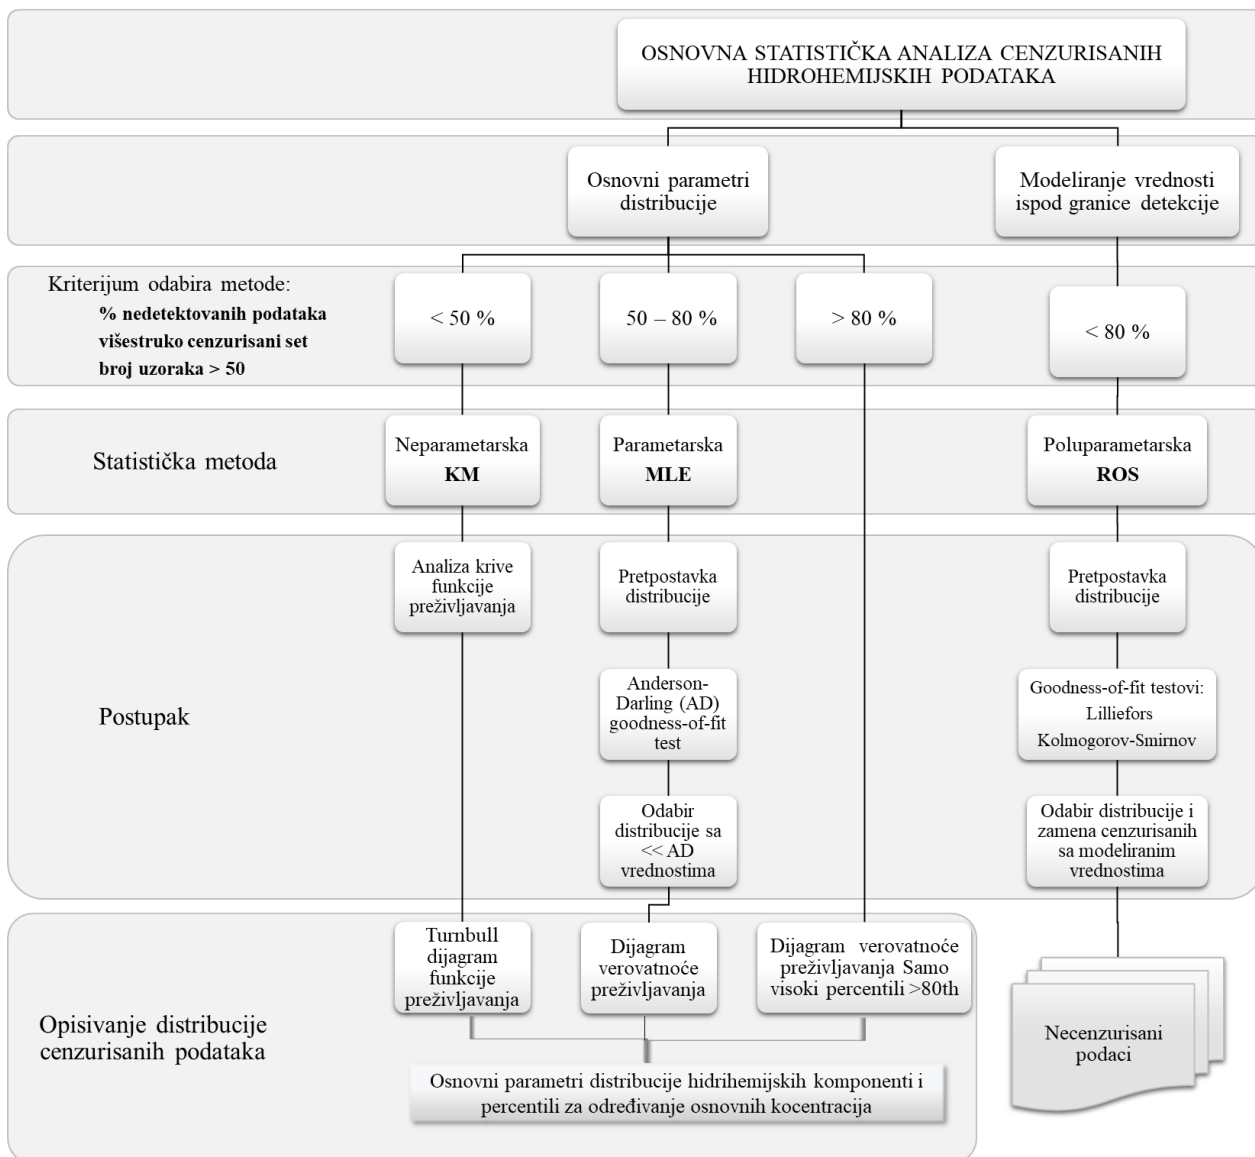 OSNOVNA STATISTIČKA ANALIZA CENZURISANIH
HIDROHEMIJSKIH PODATAKA
Osnovni parametri
distribucije
Modeliranje vrednosti
ispod granice detekcije
Kriterijum odabira metode:
% nedetektovanih podataka
višestruko cenzurisani set
broj uzoraka > 50
< 50 %
50 – 80 %
> 80 %
< 80 %
Statistička metoda
Neparametarska
KM
Parametarska
MLE
Poluparametarska
ROS
Postupak
Analiza krive
funkcije
preživljavanja
Pretpostavka
distribucije
Pretpostavka
distribucije
Anderson-
Darling (AD)
goodness-of-fit
test
Goodness-of-fit testovi:
Lilliefors
Kolmogorov-Smirnov
Odabir
distribucije sa
<< AD
vrednostima
Odabir distribucije i
zamena cenzurisanih
sa modeliranim
vrednostima
Opisivanje distribucije
cenzurisanih podataka
Turnbull
dijagram
funkcije
preživljavanja
Dijagram
verovatnoće
preživljavanja
Dijagram verovatnoće
preživljavanja Samo
visoki percentili >80th
Necenzurisani
podaci
Osnovni parametri distribucije hidrihemijskih komponenti i
percentili za određivanje osnovnih kocentracija